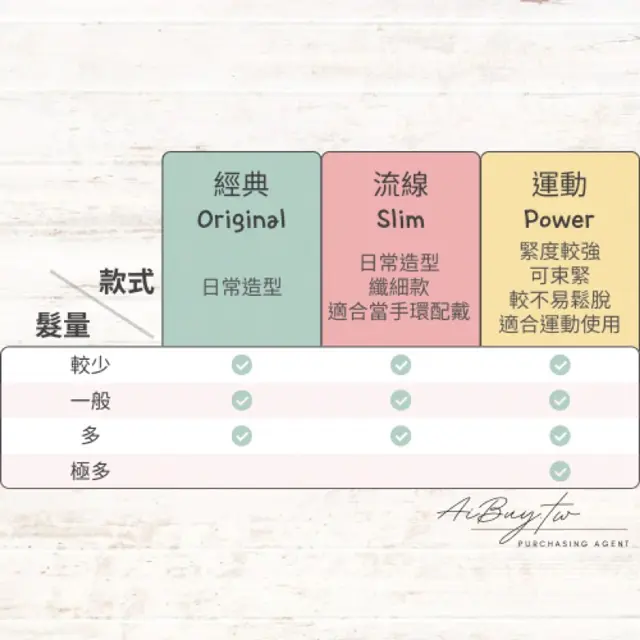 經典
Original
日常造型
流線
Slim
日常造型
纖細款
適合當手環配戴
運動
Power
緊度較強
可束緊
較不易鬆脫
適合運動使用
款式
髮量
較少
一般
多
極多
AiBuy.tw
PURCHASING AGENT